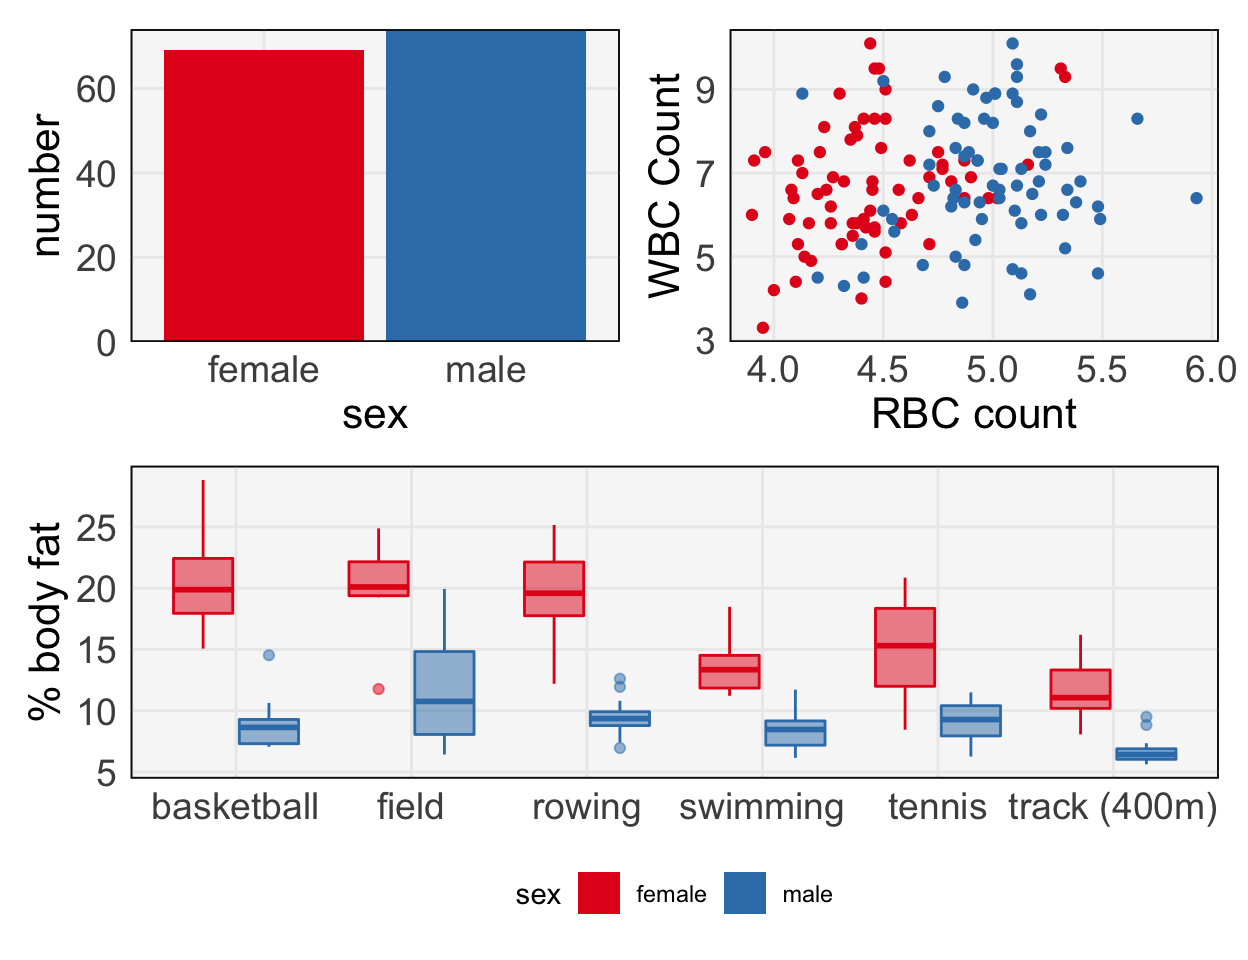 number
60
40
20
0
female male
sex
WBC Count
9
7
5
3
4.0 4.5 5.0 5.5 6.0
RBC count
% body fat
25
20
15
10
5
basketball field rowing swimming tennis track (400m)
sex female male